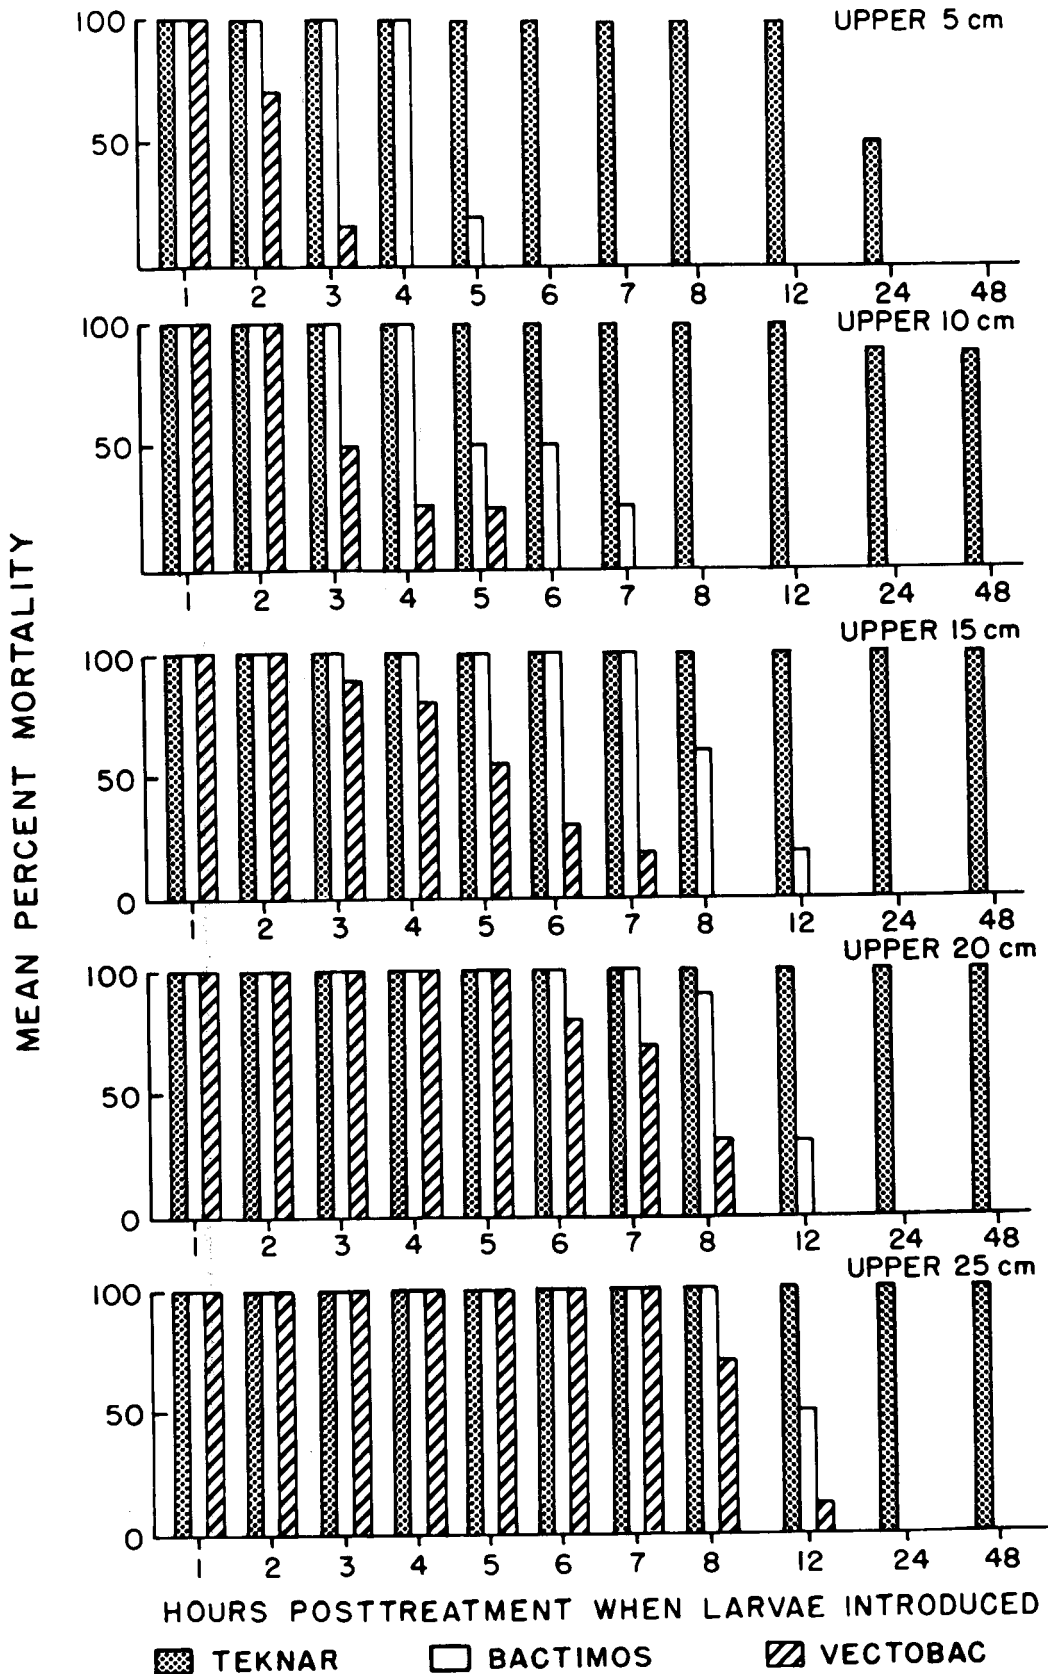 UPPER 5 cm
100
50
1 2 3 4 5 6 7 8 12 24 48
UPPER 10 cm
100
50
1 2 3 4 5 6 7 8 12 24 48
UPPER 15 cm
100
50
0
1 2 3 4 5 6 7 8 12 24 48
UPPER 20 cm
100
50
0
1 2 3 4 5 6 7 8 12 24 48
UPPER 25 cm
100
50
0
1 2 3 4 5 6 7 8 12 24 48
MEAN PERCENT MORTALITY
HOURS POSTTREATMENT WHEN LARVAE INTRODUCED
TEKNAR BACTIMOS VECTOBAC